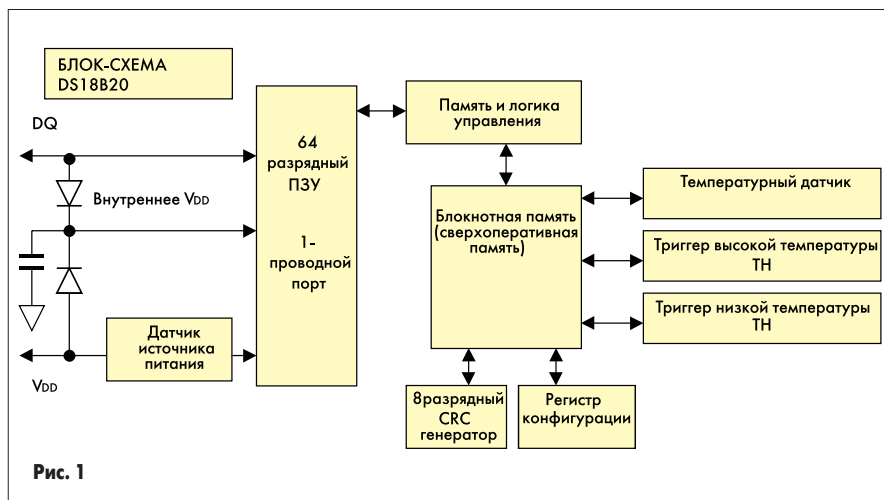 БЛОК-СХЕМА
DS18B20
DQ
Внутреннее VDD
VDD
Датчик
источника
питания
64
разрядный
ПЗУ
1-
проводной
порт
Память и логика
управления
Блокнотная память
(сверхоперативная
память)
Температурный датчик
Триггер высокой температуры
TH
Триггер низкой температуры
TH
8разрядный
CRC
генератор
Регистр
конфигурации
Рис. 1